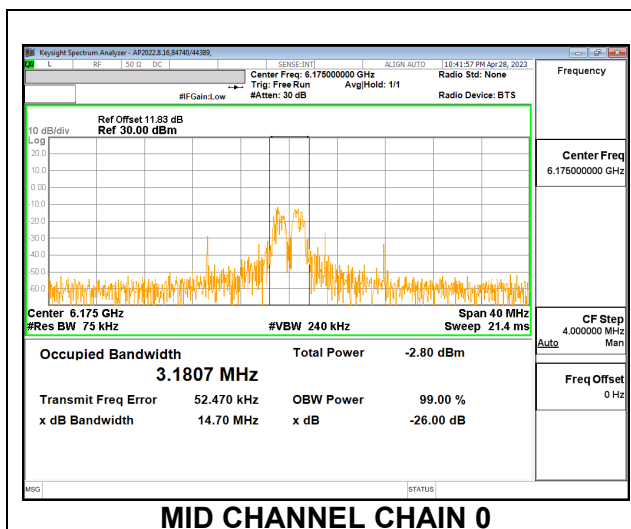 Keysight Spectrum Analyzer - AP2022.8.16,84740/44389,
L RF 50 Ω DC SENSE:INT ALIGN AUTO 10:41:57 PM Apr 28, 2023
Center Freq: 6.175000000 GHz Radio Std: None Frequency
Trig: Free Run Avg|Hold: 1/1
#IFGain:Low #Atten: 30 dB Radio Device: BTS
Ref Offset 11.83 dB
10 dB/div Ref 30.00 dBm
Log
20.0
10.0
0.00
-10.0
-20.0
-30.0
-40.0
-50.0
-60.0
Center 6.175 GHz Span 40 MHz
#Res BW 75 kHz #VBW 240 kHz Sweep 21.4 ms
Occupied Bandwidth Total Power -2.80 dBm
3.1807 MHz
Transmit Freq Error 52.470 kHz OBW Power 99.00 %
x dB Bandwidth 14.70 MHz x dB -26.00 dB
Center Freq
6.175000000 GHz
CF Step
4.000000 MHz
Auto Man
Freq Offset
0 Hz
MSG STATUS
MID CHANNEL CHAIN 0